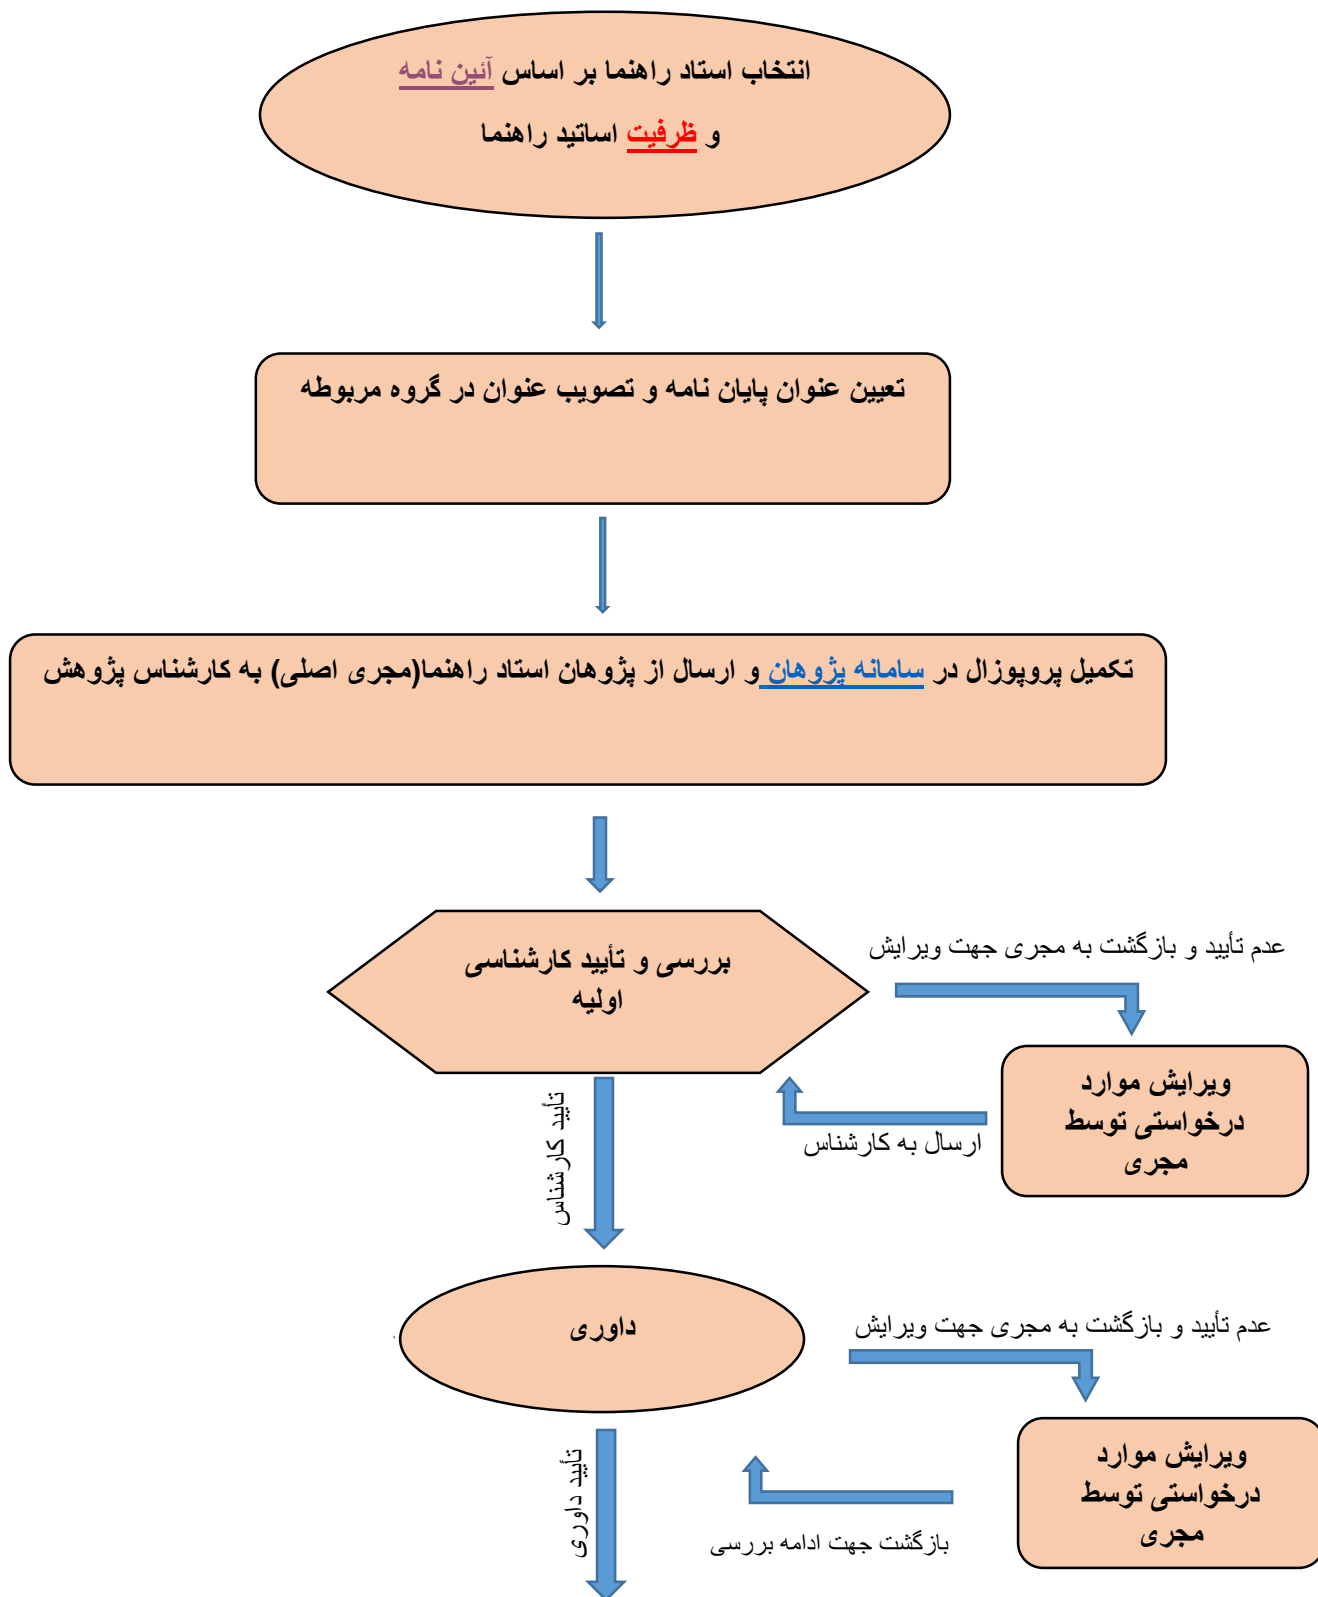 انتخاب استاد راهنما بر اساس آئین نامه
و ظرفیت اساتید راهنما
تعیین عنوان پایان نامه و تصویب عنوان در گروه مربوطه
تکمیل پروپوزال در سامانه پژوهان و ارسال از پژوهان استاد راهنما(مجری اصلی) به کارشناس پژوهش
بررسی و تأیید کارشناسی
اولیه
عدم تأیید و بازگشت به مجری جهت ویرایش
ویرایش موارد
درخواستی توسط
مجری
ارسال به کارشناس
تأیید کارشناس
داوری
عدم تأیید و بازگشت به مجری جهت ویرایش
ویرایش موارد
درخواستی توسط
مجری
بازگشت جهت ادامه بررسی
تأیید داوری